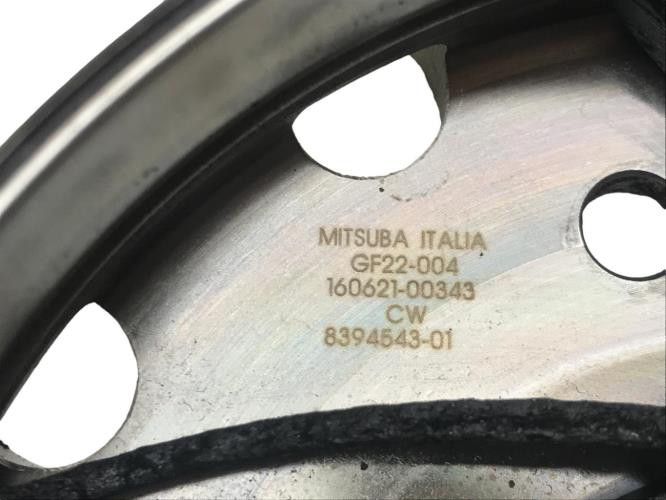 MITSUBA ITALIA
GF22-004
160621-00343
CW
8394543-01